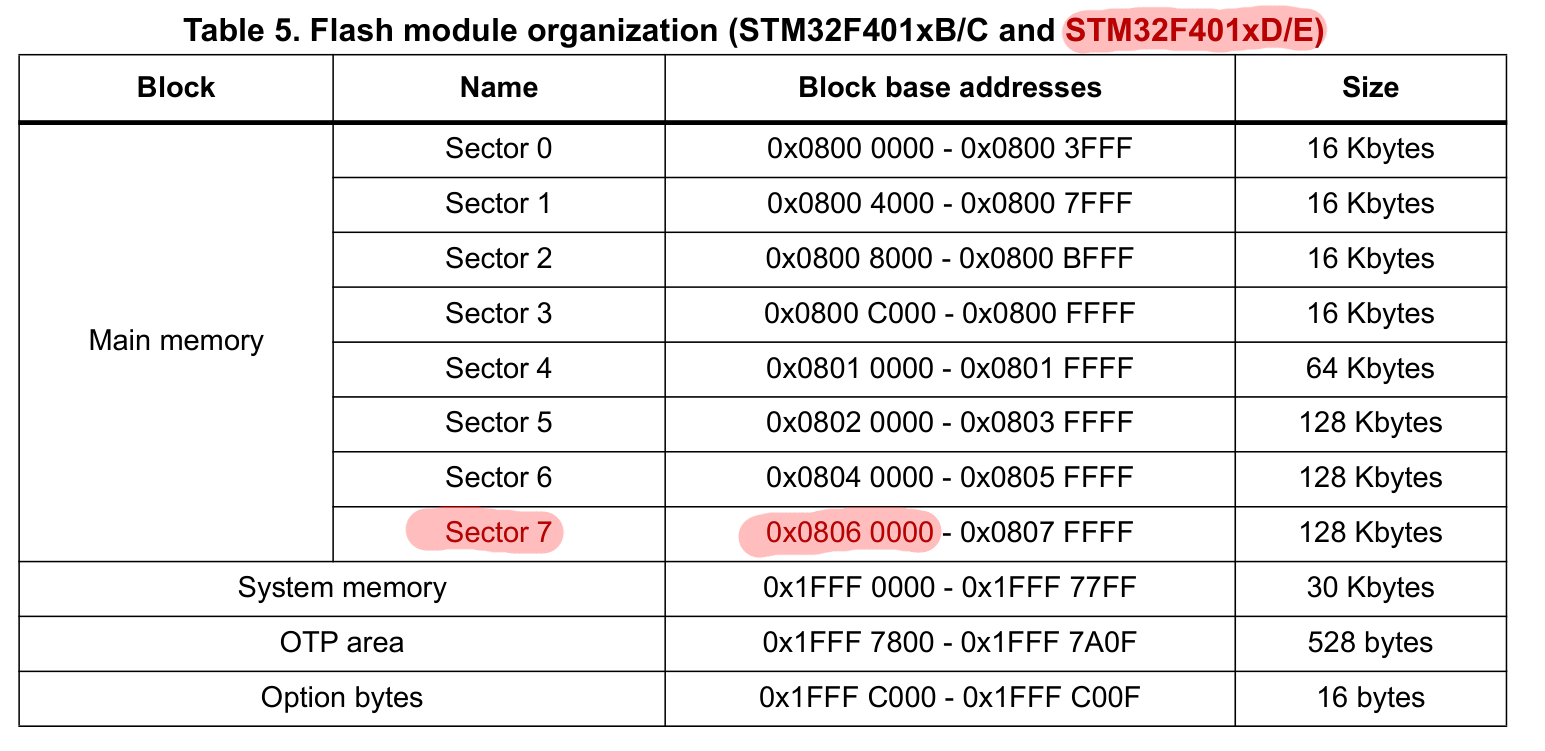 Table 5. Flash module organization (STM32F401xB/C and STM32F401xD/E)
Block Name Block base addresses Size
Main memory
Sector 0 0x0800 0000 - 0x0800 3FFF 16 Kbytes
Sector 1 0x0800 4000 - 0x0800 7FFF 16 Kbytes
Sector 2 0x0800 8000 - 0x0800 BFFF 16 Kbytes
Sector 3 0x0800 C000 - 0x0800 FFFF 16 Kbytes
Sector 4 0x0801 0000 - 0x0801 FFFF 64 Kbytes
Sector 5 0x0802 0000 - 0x0803 FFFF 128 Kbytes
Sector 6 0x0804 0000 - 0x0805 FFFF 128 Kbytes
Sector 7 0x0806 0000 - 0x0807 FFFF 128 Kbytes
System memory 0x1FFF 0000 - 0x1FFF 77FF 30 Kbytes
OTP area 0x1FFF 7800 - 0x1FFF 7A0F 528 bytes
Option bytes 0x1FFF C000 - 0x1FFF C00F 16 bytes